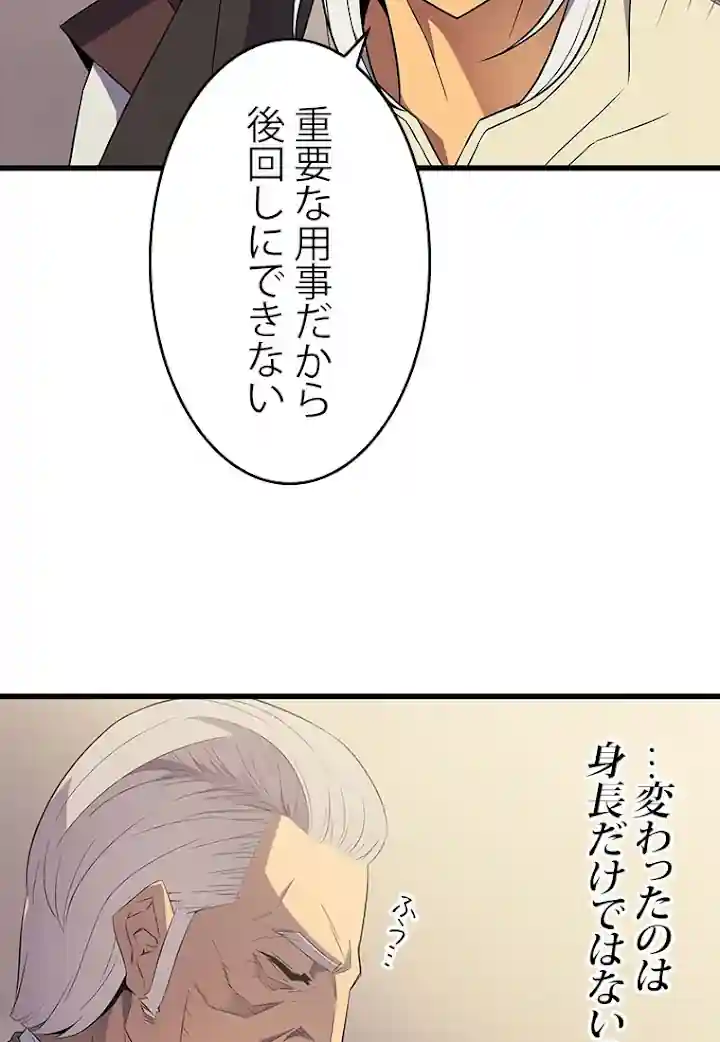 重要な用事だから
後回しにできない
…変わったのは
身長だけではない
ふぅ…